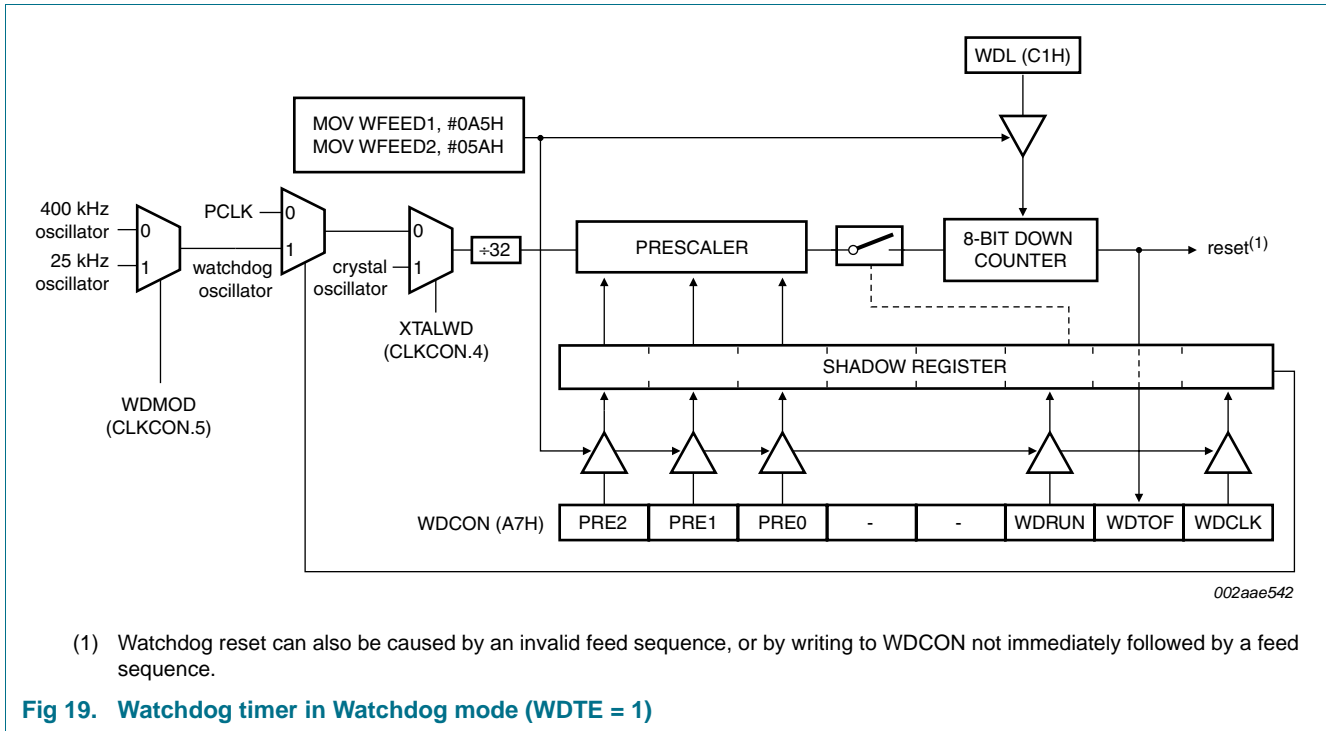 WDL (C1H)
MOV WFEED1, #0A5H
MOV WFEED2, #05AH
400 kHz
oscillator
25 kHz
oscillator
0
1
PCLK
0
1
watchdog
oscillator
0
1
crystal
oscillator
÷32
PRESCALER
8-BIT DOWN
COUNTER
reset(1)
XTALWD
(CLKCON.4)
WDMOD
(CLKCON.5)
SHADOW REGISTER
WDCON (A7H) PRE2 PRE1 PRE0 - - WDRUN WDTOF WDCLK
002aae542
(1) Watchdog reset can also be caused by an invalid feed sequence, or by writing to WDCON not immediately followed by a feed
sequence.
Fig 19. Watchdog timer in Watchdog mode (WDTE = 1)